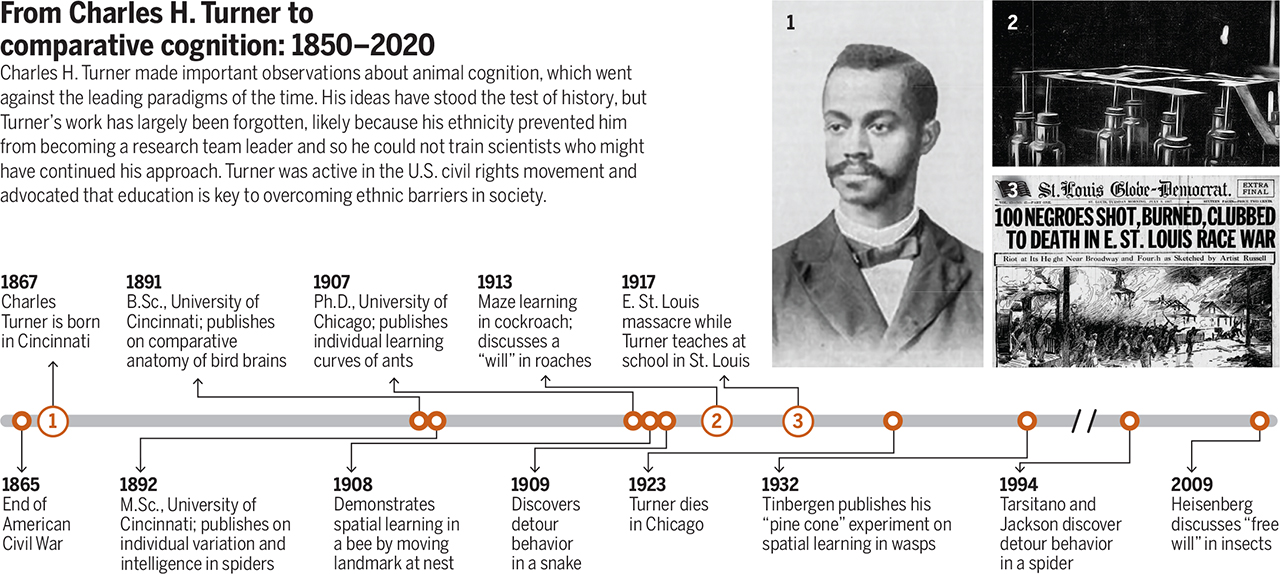 From Charles H. Turner to
comparative cognition: 1850–2020
Charles H. Turner made important observations about animal cognition, which went
against the leading paradigms of the time. His ideas have stood the test of history, but
Turner's work has largely been forgotten, likely because his ethnicity prevented him
from becoming a research team leader and so he could not train scientists who might
have continued his approach. Turner was active in the U.S. civil rights movement and
advocated that education is key to overcoming ethnic barriers in society.
1
2
3
St. Louis Globe-Democrat.
EXTRA
FINAL
100 NEGROES SHOT, BURNED, CLUBBED
TO DEATH IN E. ST. LOUIS RACE WAR
Riot at Its Height Near Broadway and Fourth as Sketched by Artist Russell
1867
Charles
Turner is born
in Cincinnati
1891
B.Sc., University of
Cincinnati; publishes
on comparative
anatomy of bird brains
1907
Ph.D., University of
Chicago; publishes
individual learning
curves of ants
1913
Maze learning
in cockroach;
discusses a
“will” in roaches
1917
E. St. Louis
massacre while
Turner teaches at
school in St. Louis
1
2
3
//
1865
End of
American
Civil War
1892
M.Sc., University of
Cincinnati; publishes on
individual variation and
intelligence in spiders
1908
Demonstrates
spatial learning in
a bee by moving
landmark at nest
1909
Discovers
detour
behavior
in a snake
1923
Turner dies
in Chicago
1932
Tinbergen publishes his
“pine cone” experiment on
spatial learning in wasps
1994
Tarsitano and
Jackson discover
detour behavior
in a spider
2009
Heisenberg
discusses “free
will” in insects